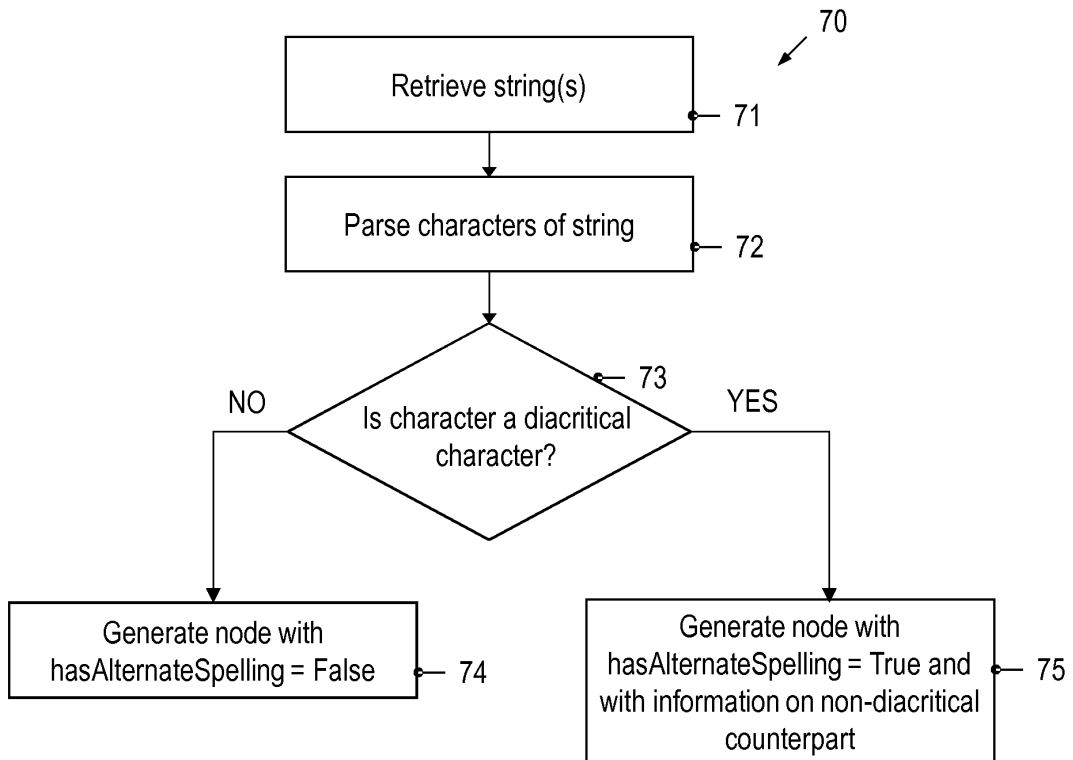 70
Retrieve string(s)
71
Parse characters of string
72
73
NO
YES
Is character a diacritical
character?
Generate node with
hasAlternateSpelling = False
74
Generate node with
hasAlternateSpelling = True and
with information on non-diacritical
counterpart
75